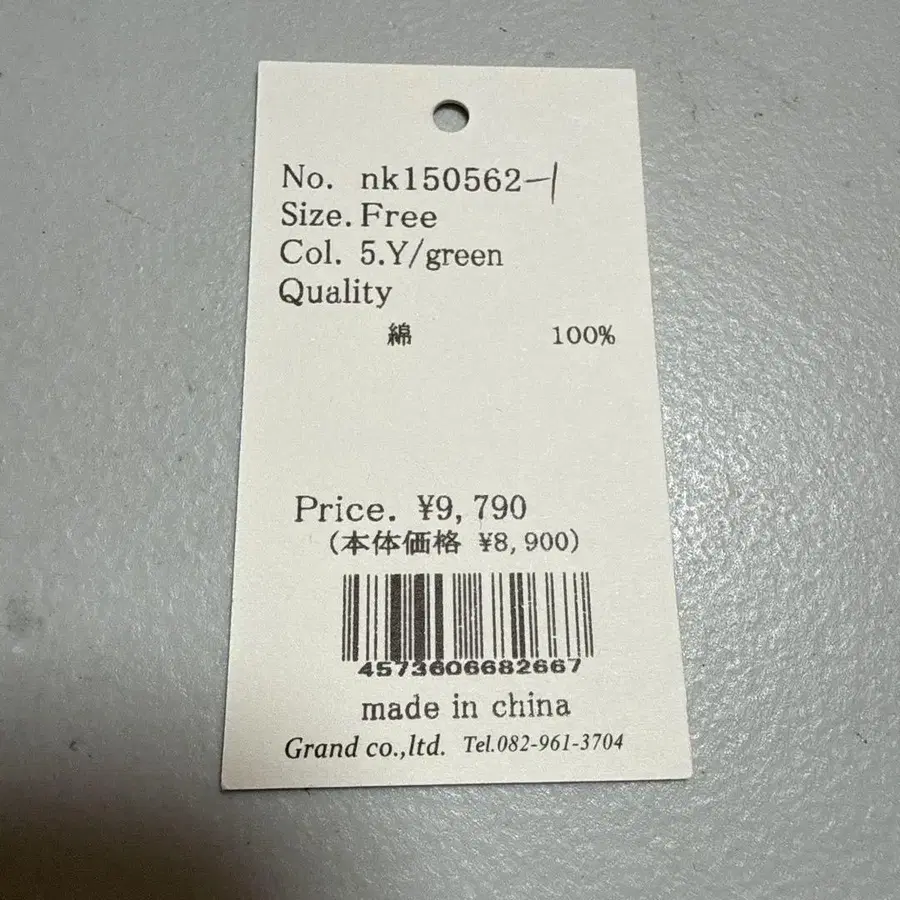 No. nk150562-1
Size. Free
Col. 5.Y/green
Quality
綿 100%
Price. ¥9,790
(本体価格 ¥8,900)
4573606682667
made in china
Grand co.,ltd. Tel.082-961-3704